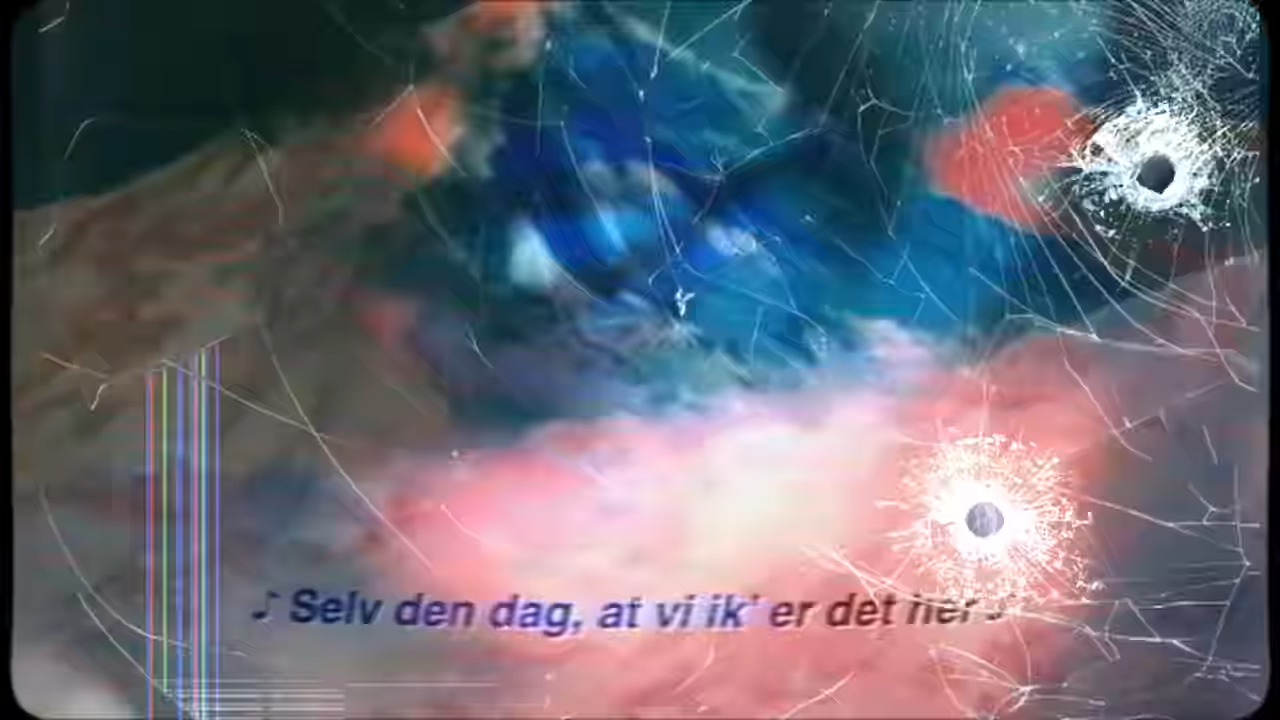 ♪ Selv den dag, at vi ik' er det her ♪